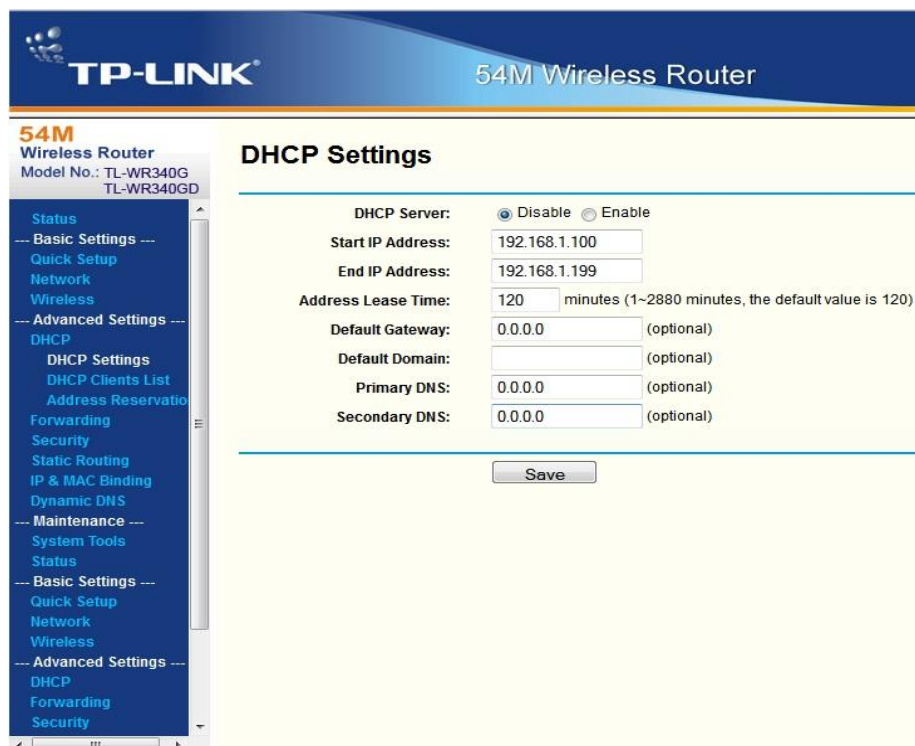 TP-LINK
54M Wireless Router
54M
Wireless Router
Model No.: TL-WR340G
TL-WR340GD
Status
--- Basic Settings ---
Quick Setup
Network
Wireless
--- Advanced Settings ---
DHCP
DHCP Settings
DHCP Clients List
Address Reservatio
Forwarding
Security
Static Routing
IP & MAC Binding
Dynamic DNS
--- Maintenance ---
System Tools
Status
--- Basic Settings ---
Quick Setup
Network
Wireless
--- Advanced Settings ---
DHCP
Forwarding
Security
DHCP Settings
DHCP Server: Disable Enable
Start IP Address: 192.168.1.100
End IP Address: 192.168.1.199
Address Lease Time: 120 minutes (1~2880 minutes, the default value is 120)
Default Gateway: 0.0.0.0 (optional)
Default Domain: (optional)
Primary DNS: 0.0.0.0 (optional)
Secondary DNS: 0.0.0.0 (optional)
Save